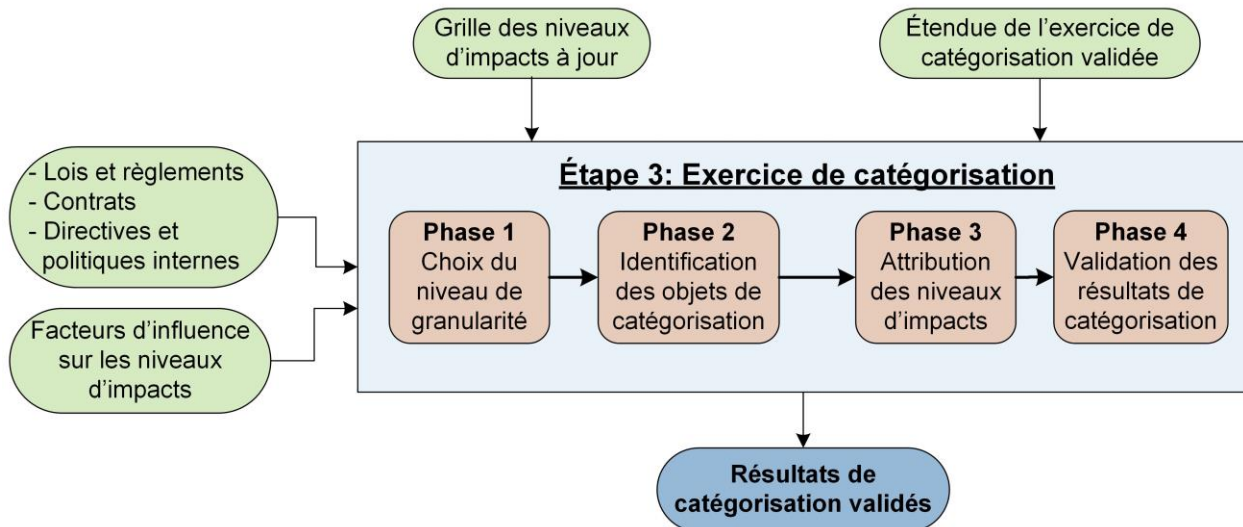 Grille des niveaux
d’impacts à jour
Étendue de l’exercice de
catégorisation validée
- Lois et règlements
- Contrats
- Directives et
politiques internes
Facteurs d’influence
sur les niveaux
d’impacts
Étape 3: Exercice de catégorisation
Phase 1
Choix du
niveau de
granularité
Phase 2
Identification
des objets de
catégorisation
Phase 3
Attribution
des niveaux
d’impacts
Phase 4
Validation des
résultats de
catégorisation
Résultats de
catégorisation validés